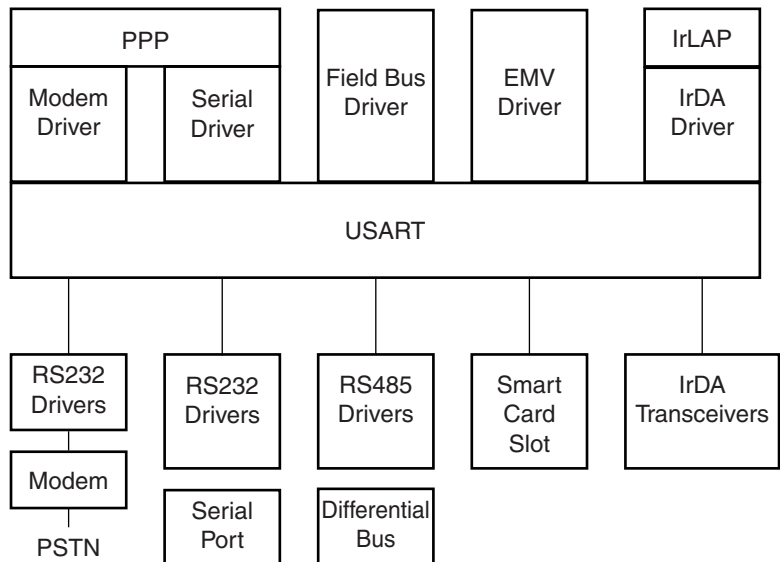 PPP
IrLAP
Modem
Driver
Serial
Driver
Field Bus
Driver
EMV
Driver
IrDA
Driver
USART
RS232
Drivers
RS232
Drivers
RS485
Drivers
Smart
Card
Slot
IrDA
Transceivers
Modem
PSTN
Serial
Port
Differential
Bus